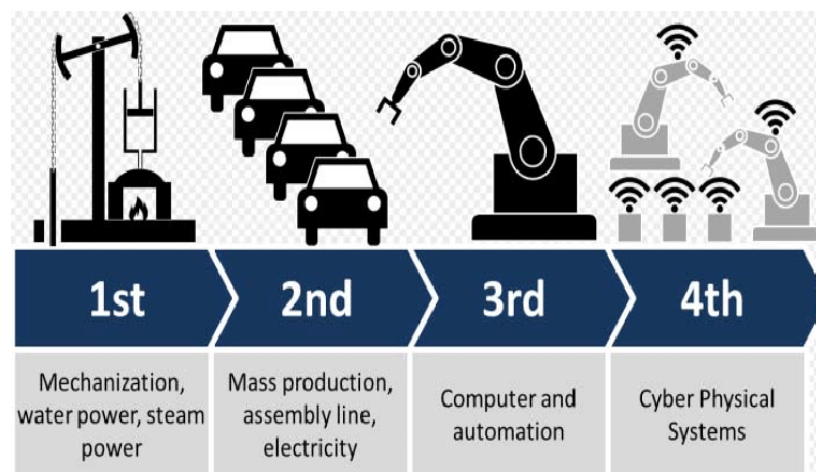 1st
2nd
3rd
4th
Mechanization,
water power, steam
power
Mass production,
assembly line,
electricity
Computer and
automation
Cyber Physical
Systems